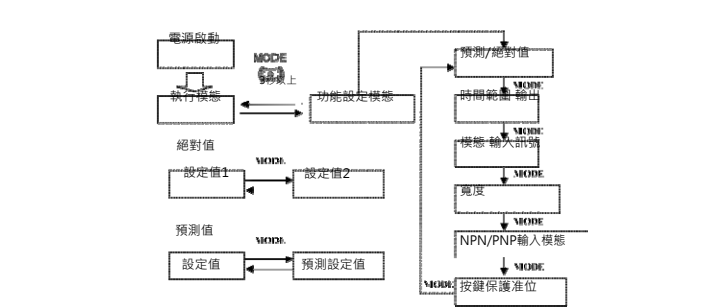 電源啟動
MODE
3秒以上
執行模態
功能設定模態
絕對值
設定值1
MODE
設定值2
預測值
設定值
MODE
預測設定值
預測/絕對值
MODE
時間範圍 輸出
MODE
模態 輸入訊號
MODE
寬度
MODE
NPN/PNP輸入模態
MODE
MODE
按鍵保護准位